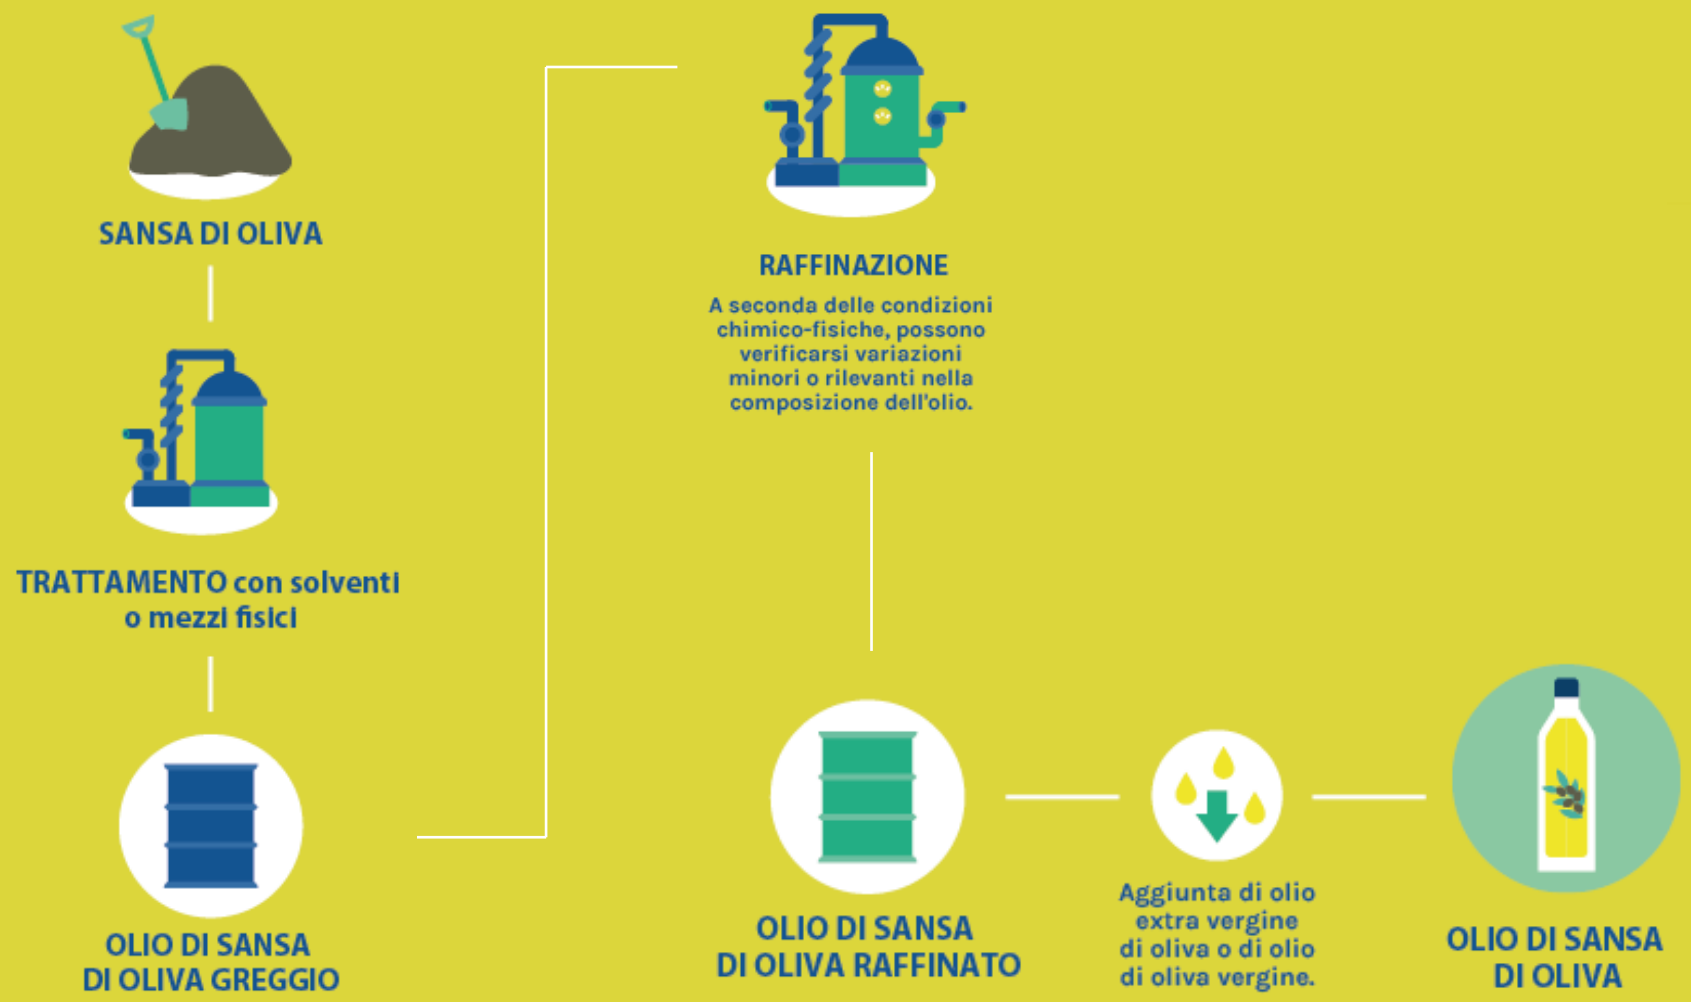 SANSA DI OLIVA
TRATTAMENTO con solventi
o mezzi fisici
OLIO DI SANSA
DI OLIVA GREGGIO
RAFFINAZIONE
A seconda delle condizioni
chimico-fisiche, possono
verificarsi variazioni
minori o rilevanti nella
composizione dell'olio.
OLIO DI SANSA
DI OLIVA RAFFINATO
Aggiunta di olio
extra vergine
di oliva o di olio
di oliva vergine.
OLIO DI SANSA
DI OLIVA